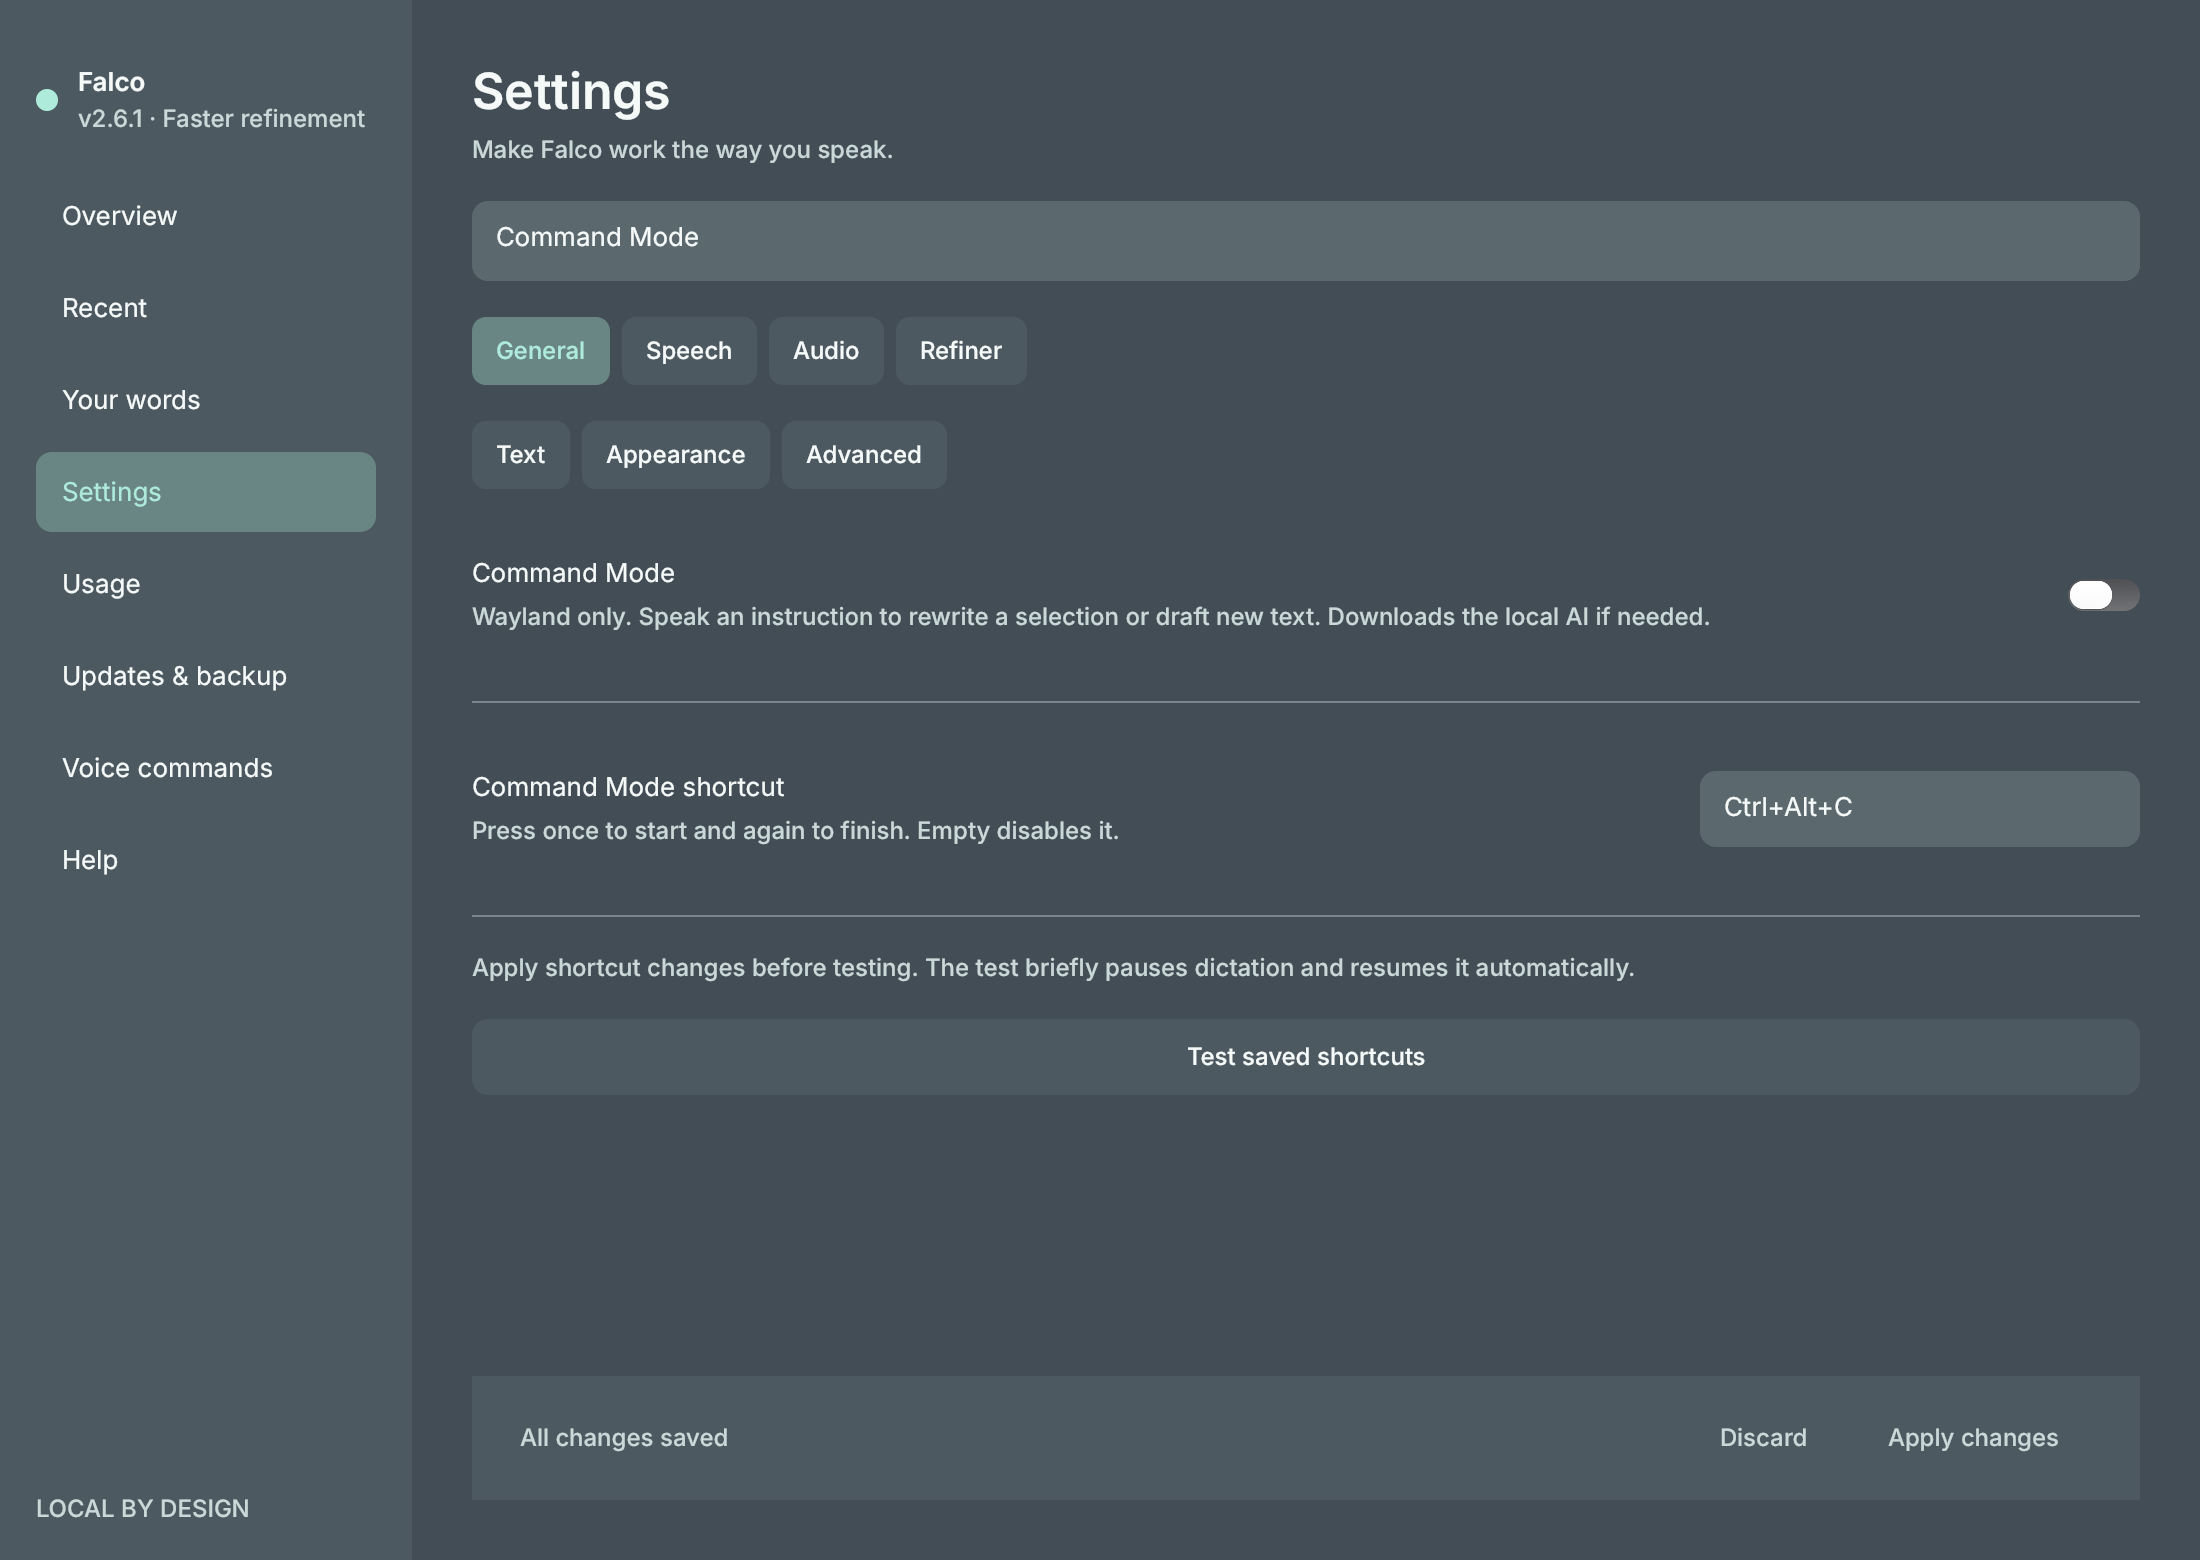 Falco
v2.6.1 · Faster refinement
Overview
Recent
Your words
Settings
Usage
Updates & backup
Voice commands
Help
LOCAL BY DESIGN
Settings
Make Falco work the way you speak.
Command Mode
General Speech Audio Refiner
Text Appearance Advanced
Command Mode
Wayland only. Speak an instruction to rewrite a selection or draft new text. Downloads the local AI if needed.
Command Mode shortcut
Press once to start and again to finish. Empty disables it.
Ctrl+Alt+C
Apply shortcut changes before testing. The test briefly pauses dictation and resumes it automatically.
Test saved shortcuts
All changes saved
Discard Apply changes